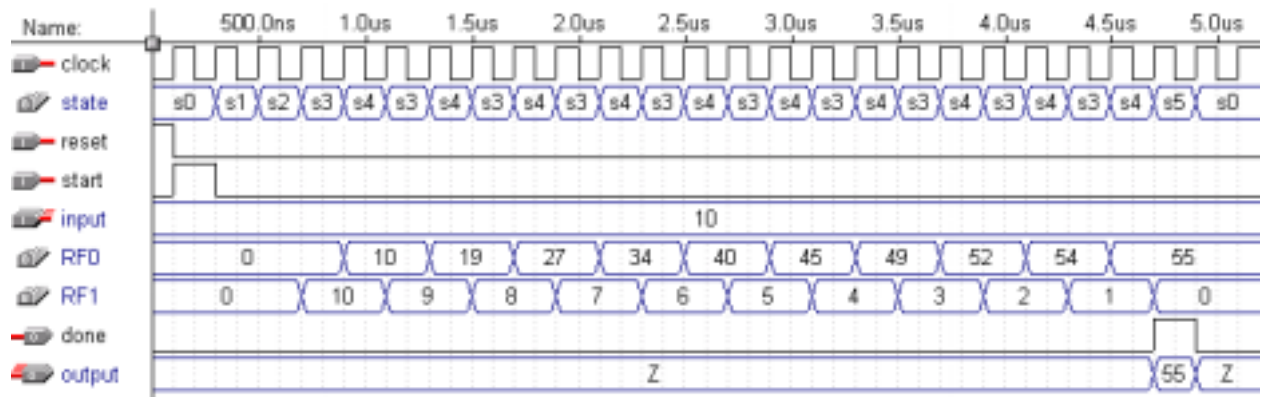 Name: 500.0ns 1.0us 1.5us 2.0us 2.5us 3.0us 3.5us 4.0us 4.5us 5.0us
clock
state s0 s1 s2 s3 s4 s3 s4 s3 s4 s3 s4 s3 s4 s3 s4 s3 s4 s3 s4 s3 s4 s3 s4 s5 s0
reset
start
input 10
RF0 0 10 19 27 34 40 45 49 52 54 55
RF1 0 10 9 8 7 6 5 4 3 2 1 0
done
output Z 55 Z